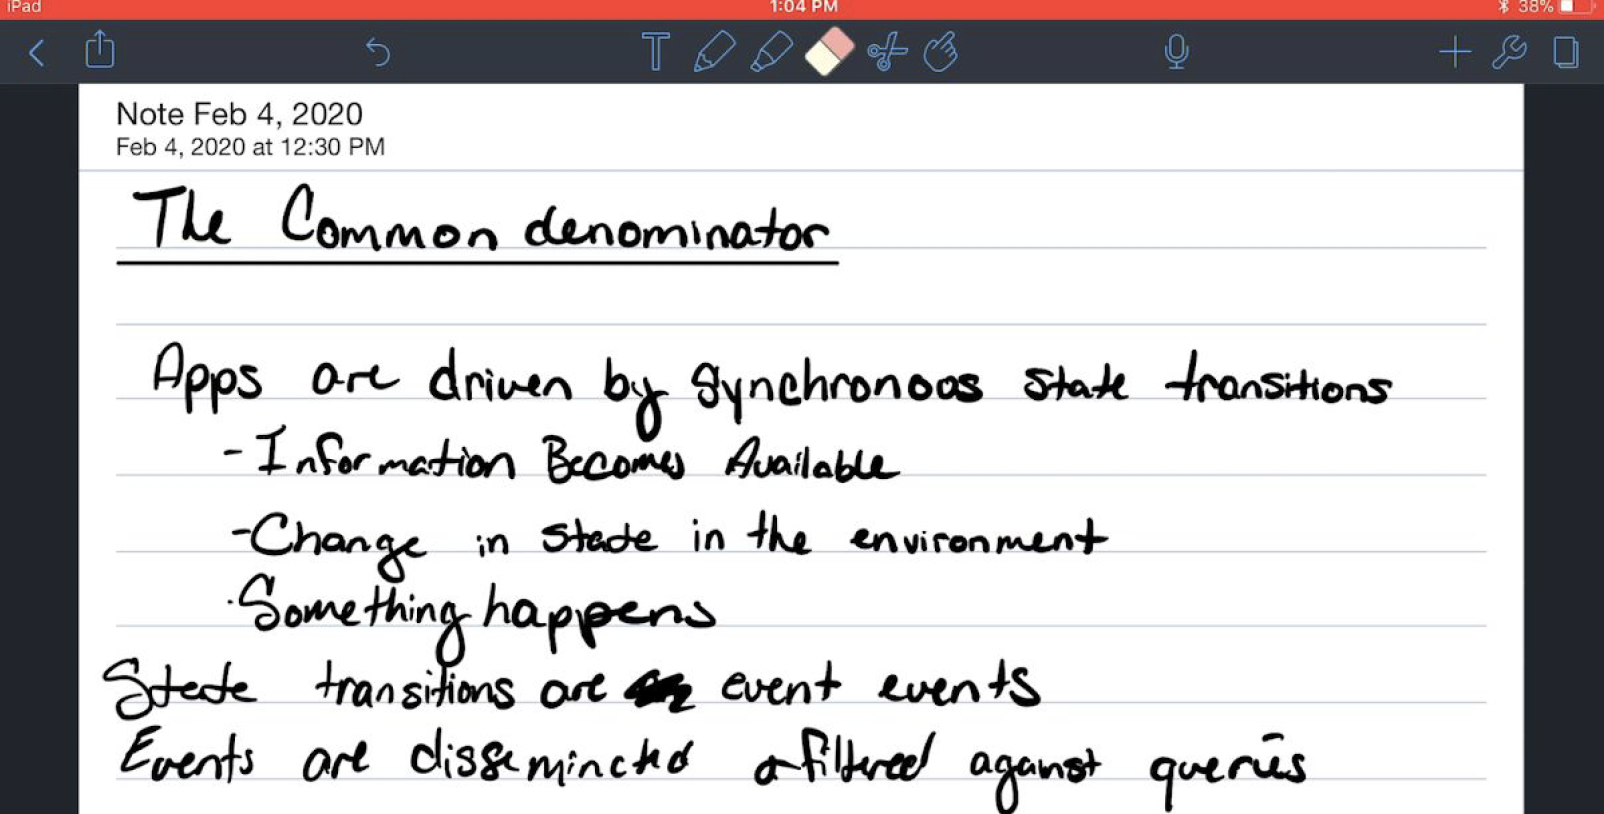 iPad 1:04 PM 38%
T
Note Feb 4, 2020
Feb 4, 2020 at 12:30 PM
The Common denominator
Apps are driven by Synchronoos state transitions
- Information Becomes Available
- Change in state in the environment
· Something happens
State transitions are event events
Events are disseminated & filtered against queries